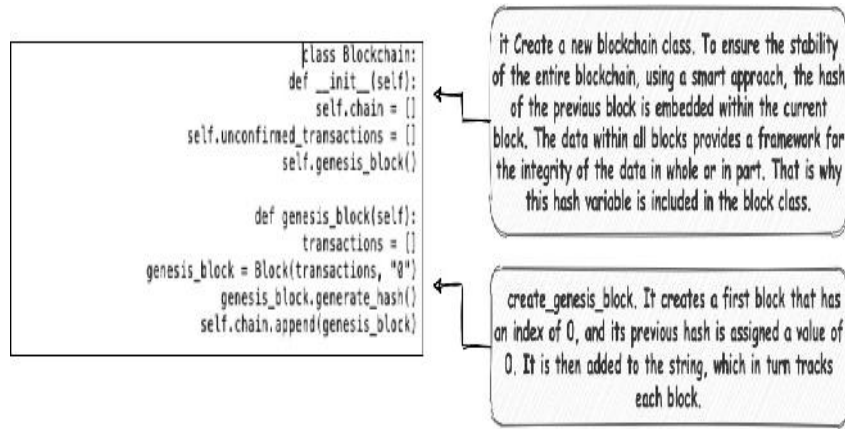 class Blockchain:
def __init__(self):
self.chain = []
self.unconfirmed_transactions = []
self.genesis_block()
def genesis_block(self):
transactions = []
genesis_block = Block(transactions, "0")
genesis_block.generate_hash()
self.chain.append(genesis_block)
it Create a new blockchain class. To ensure the stability
of the entire blockchain, using a smart approach, the hash
of the previous block is embedded within the current
block. The data within all blocks provides a framework for
the integrity of the data in whole or in part. That is why
this hash variable is included in the block class.
create_genesis_block. It creates a first block that has
an index of 0, and its previous hash is assigned a value of
0. It is then added to the string, which in turn tracks
each block.